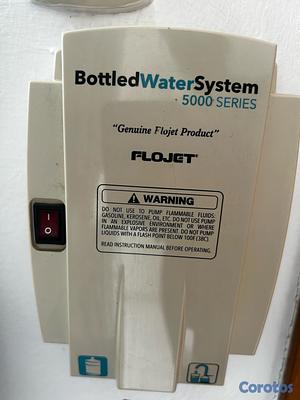 BottledWaterSystem
5000 SERIES
"Genuine Flojet Product"
FLOJET®
WARNING
DO NOT USE TO PUMP FLAMMABLE FLUIDS:
GASOLINE, KEROSENE, OIL, ETC. DO NOT USE PUMP
IN AN EXPLOSIVE ENVIRONMENT OR WHERE
FLAMMABLE VAPORS ARE PRESENT. DO NOT PUMP
LIQUIDS WITH A FLASH POINT BELOW 100F (38C).
READ INSTRUCTION MANUAL BEFORE OPERATING.
I
O
Corotos